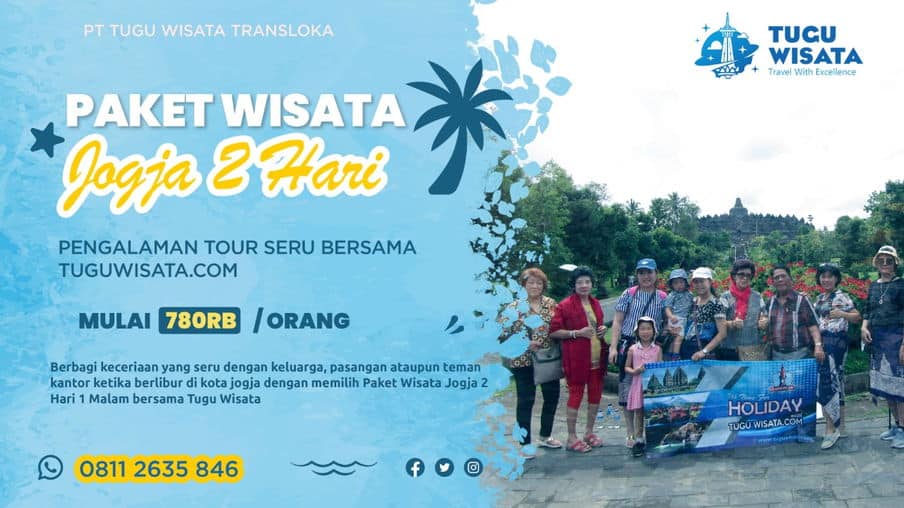 PT TUGU WISATA TRANSLOKA
TUGU
WISATA
Travel With Excellence
PAKET WISATA
Jogja 2 Hari
PENGALAMAN TOUR SERU BERSAMA
TUGUWISATA.COM
MULAI 780RB /ORANG
Berbagi keceriaan yang seru dengan keluarga, pasangan ataupun teman
kantor ketika berlibur di kota jogja dengan memilih Paket Wisata Jogja 2
Hari 1 Malam bersama Tugu Wisata
0811 2635 846
HOLIDAY
TUGU WISATA.COM